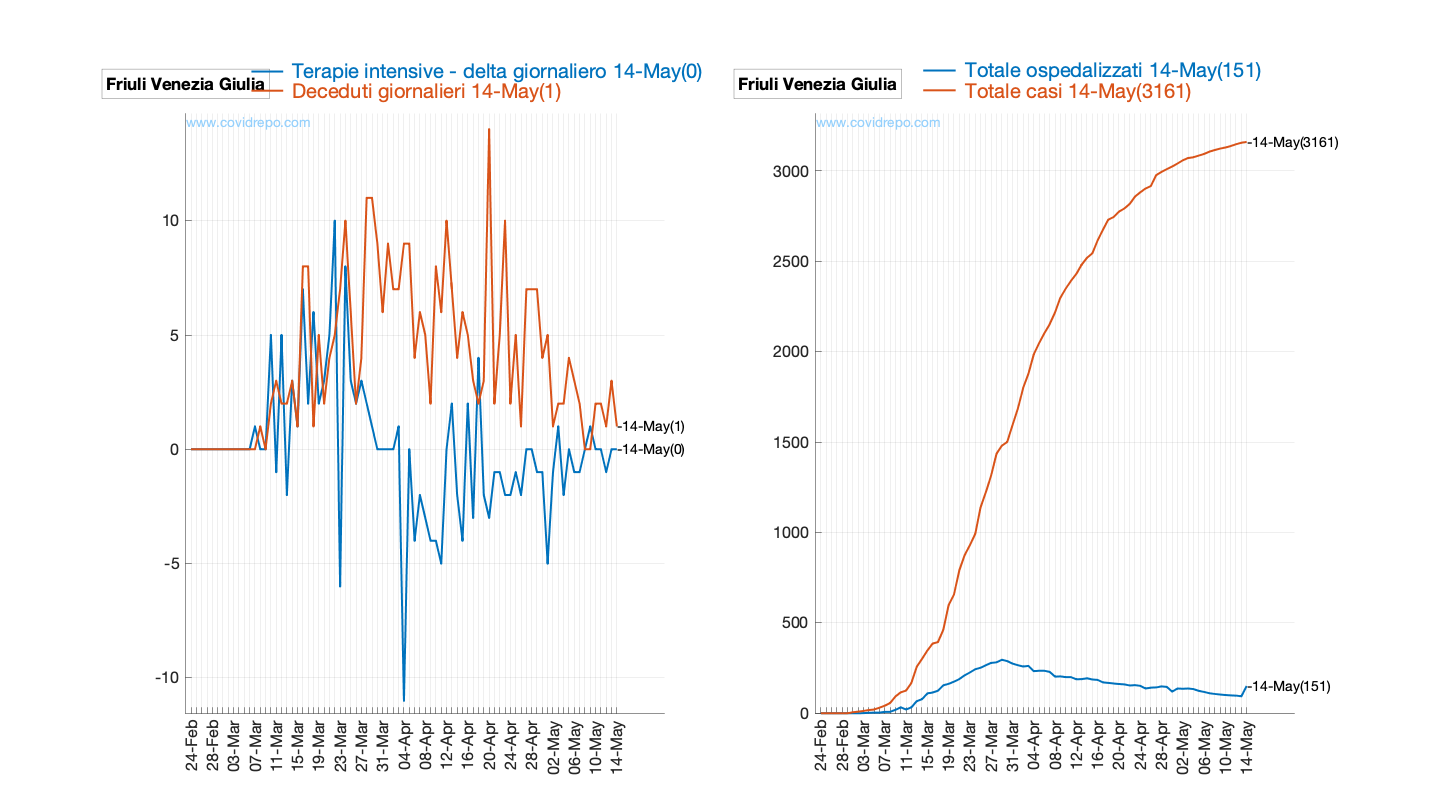 Friuli Venezia Giulia
Terapie intensive - delta giornaliero 14-May(0)
Deceduti giornalieri 14-May(1)
www.covidrepo.com
10
5
0
-5
-10
-14-May(1)
-14-May(0)
24-Feb
28-Feb
03-Mar
07-Mar
11-Mar
15-Mar
19-Mar
23-Mar
27-Mar
31-Mar
04-Apr
08-Apr
12-Apr
16-Apr
20-Apr
24-Apr
28-Apr
02-May
06-May
10-May
14-May
Friuli Venezia Giulia
Totale ospedalizzati 14-May(151)
Totale casi 14-May(3161)
www.covidrepo.com
3000
2500
2000
1500
1000
500
0
-14-May(3161)
-14-May(151)
24-Feb
28-Feb
03-Mar
07-Mar
11-Mar
15-Mar
19-Mar
23-Mar
27-Mar
31-Mar
04-Apr
08-Apr
12-Apr
16-Apr
20-Apr
24-Apr
28-Apr
02-May
06-May
10-May
14-May